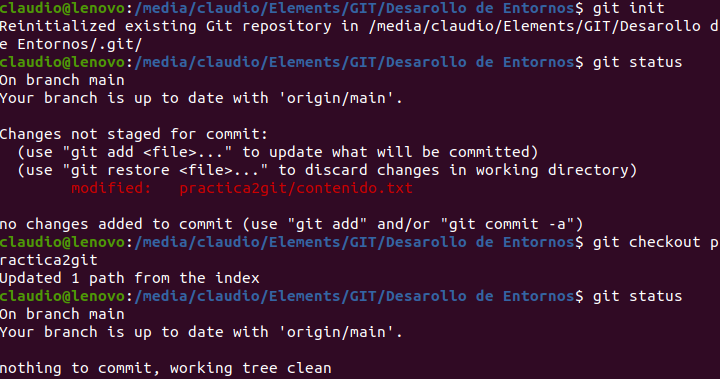 claudio@lenovo:/media/claudio/Elements/GIT/Desarollo de Entornos$ git init
Reinitialized existing Git repository in /media/claudio/Elements/GIT/Desarollo d
e Entornos/.git/
claudio@lenovo:/media/claudio/Elements/GIT/Desarollo de Entornos$ git status
On branch main
Your branch is up to date with 'origin/main'.

Changes not staged for commit:
  (use "git add <file>..." to update what will be committed)
  (use "git restore <file>..." to discard changes in working directory)
        modified:   practica2git/contenido.txt

no changes added to commit (use "git add" and/or "git commit -a")
claudio@lenovo:/media/claudio/Elements/GIT/Desarollo de Entornos$ git checkout p
ractica2git
Updated 1 path from the index
claudio@lenovo:/media/claudio/Elements/GIT/Desarollo de Entornos$ git status
On branch main
Your branch is up to date with 'origin/main'.

nothing to commit, working tree clean